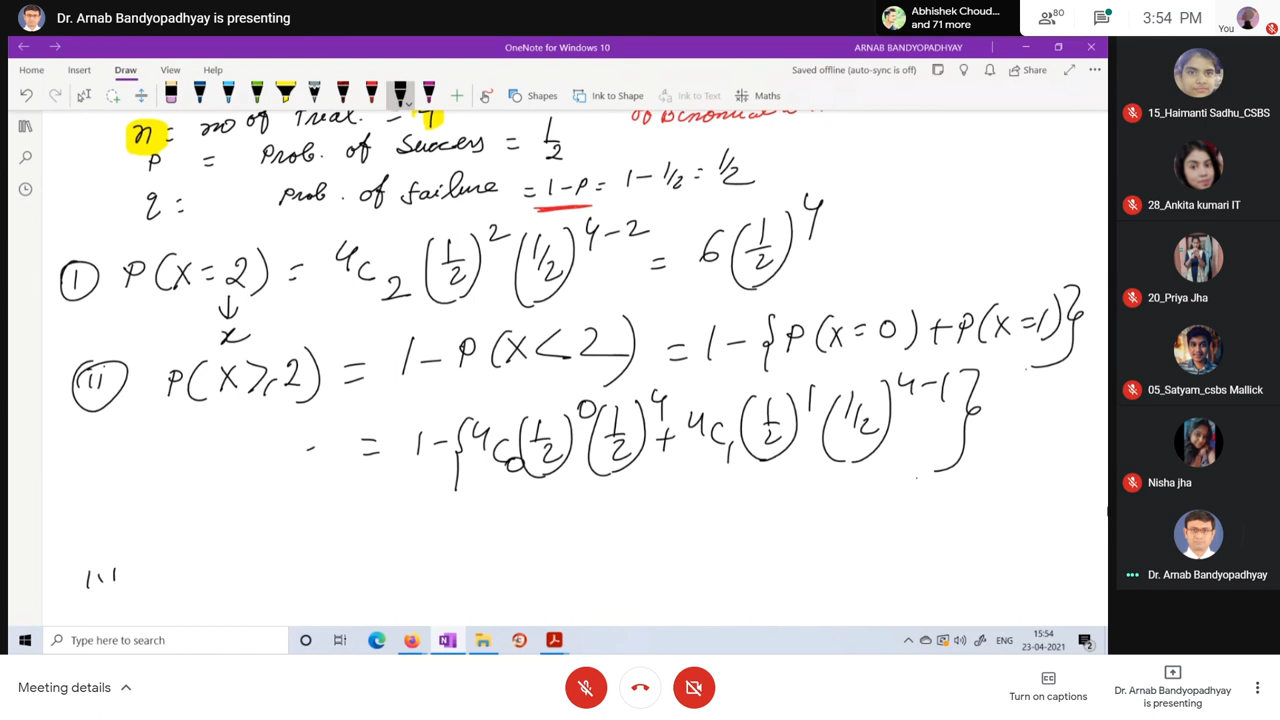 Dr. Arnab Bandyopadhyay is presenting
Abhishek Choud...
and 71 more
80
3:54 PM
You
OneNote for Windows 10
ARNAB BANDYOPADHYAY
Home Insert Draw View Help
Saved offline (auto-sync is off)
Share
Shapes
Ink to Shape
Ink to Text
Maths
n = no of Trial = 4
of Binomial
P = Prob. of Success = 1/2
q : Prob. of failure = 1-P = 1 - 1/2 = 1/2
(I) P(X=2) = 4C2 (1/2)^2 (1/2)^4-2 = 6 (1/2)^4
↓
x
(II) P(X≥2) = 1 - P(X<2) = 1 - {P(X=0) + P(X=1)}
= 1 - {4C0 (1/2)^0 (1/2)^4 + 4C1 (1/2)^1 (1/2)^4-1}
III
15_Haimanti Sadhu_CSBS
28_Ankita kumari IT
20_Priya Jha
05_Satyam_csbs Mallick
Nisha jha
Dr. Arnab Bandyopadhyay
Type here to search
ENG
15:54
23-04-2021
2
Meeting details
Turn on captions
Dr. Arnab Bandyopadhyay
is presenting